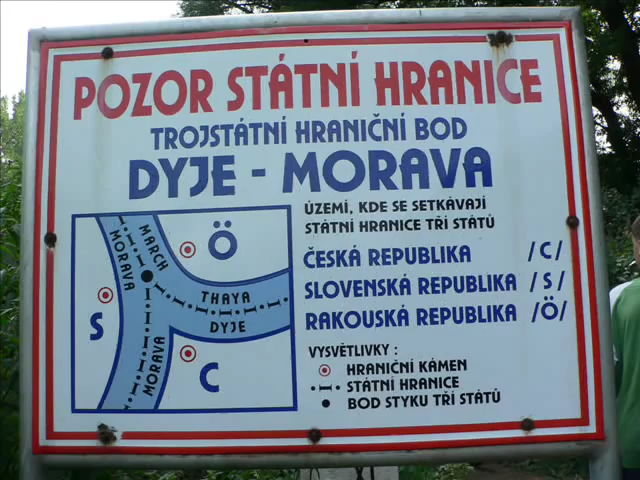 POZOR STÁTNÍ HRANICE
TROJSTÁTNÍ HRANIČNÍ BOD
DYJE - MORAVA
ÚZEMÍ, KDE SE SETKÁVAJÍ
STÁTNÍ HRANICE TŘÍ STÁTŮ
ČESKÁ REPUBLIKA /C/
SLOVENSKÁ REPUBLIKA /S/
RAKOUSKÁ REPUBLIKA /Ö/
VYSVĚTLIVKY :
HRANIČNÍ KÁMEN
STÁTNÍ HRANICE
BOD STYKU TŘÍ STÁTŮ
MORAVA
MARCH
Ö
THAYA
DYJE
S
MORAVA
C